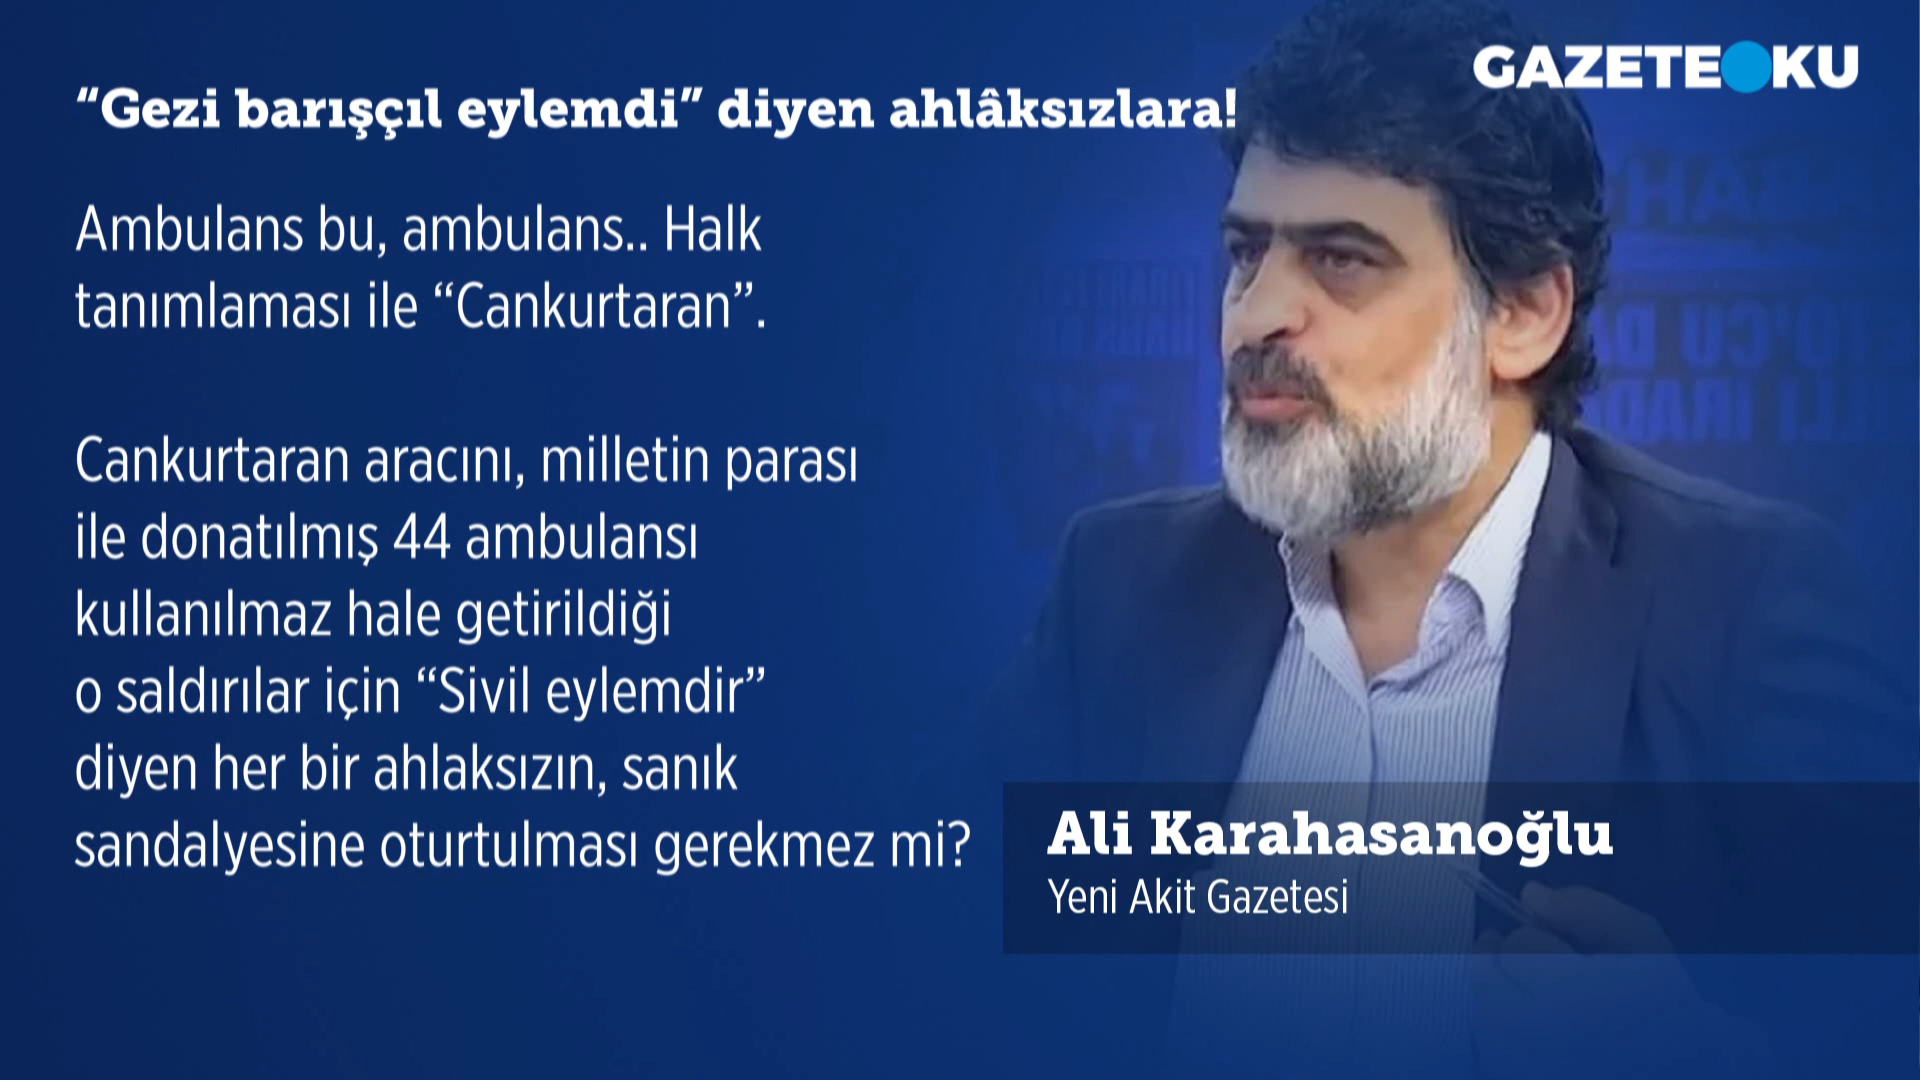 GAZETE KU
“Gezi barışçıl eylemdi” diyen ahlâksızlara!
Ambulans bu, ambulans.. Halk
tanımlaması ile “Cankurtaran”.
Cankurtaran aracını, milletin parası
ile donatılmış 44 ambulansı
kullanılmaz hale getirildiği
o saldırılar için “Sivil eylemdir”
diyen her bir ahlaksızın, sanık
sandalyesine oturtulması gerekmez mi?
Ali Karahasanoğlu
Yeni Akit Gazetesi